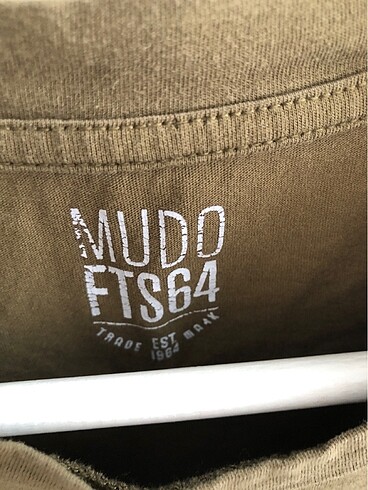 MUDO
FTS64
TRADE EST. MARK
1964